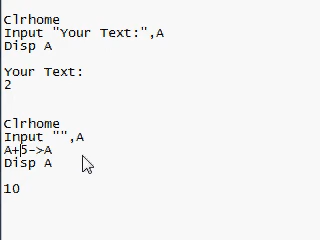 Clrhome
Input "Your Text:",A
Disp A
Your Text:
2
Clrhome
Input "",A
A+5->A
Disp A
10